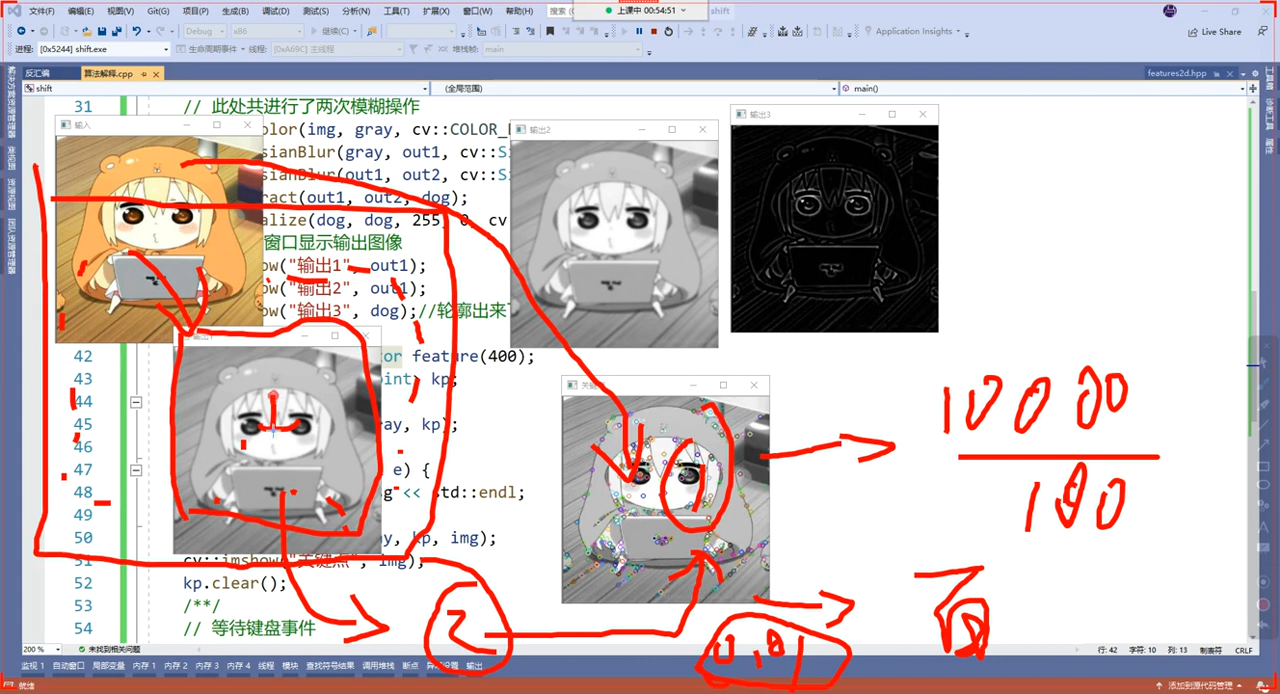 文件(F) 编辑(E) 视图(V) Git(G) 项目(P) 生成(B) 调试(D) 测试(S) 分析(N) 工具(T) 扩展(X) 窗口(W) 帮助(H) 搜索 上课中 00:54:51 shift
Debug x86 继续(C) Application Insights Live Share
进程: [0x5244] shift.exe 生命周期事件 线程: [0xA69C] 主线程 堆栈帧: main
反汇编 算法解释.cpp features2d.hpp
shift (全局范围) main()
31 // 此处共进行了两次模糊操作
输入
输出2
输出3
olor(img, gray, cv::COLOR_
sianBlur(gray, out1, cv::S
sianBlur(out1, out2, cv::S
ract(out1, out2, dog);
alize(dog, dog, 255, 0, cv
窗口显示输出图像
ow("输出1", out1);
ow("输出2", out1);
ow("输出3", dog);//轮廓出来
42 or feature(400);
43 int> kp;
44
45 ay, kp);
46
47 e) {
48 g << std::endl;
49
50 y, kp, img);
51 cv::imshow("关键点", img);
52 kp.clear();
53 /**/
54 // 等待键盘事件
10000
100
2
0.8
200 % 未找到相关问题 行: 42 字符: 10 列: 13 制表符 CRLF
监视 1 自动窗口 局部变量 内存 1 内存 2 内存 3 内存 4 线程 模块 查找符号结果 调用堆栈 断点 异常设置 输出
就绪 添加到源代码管理